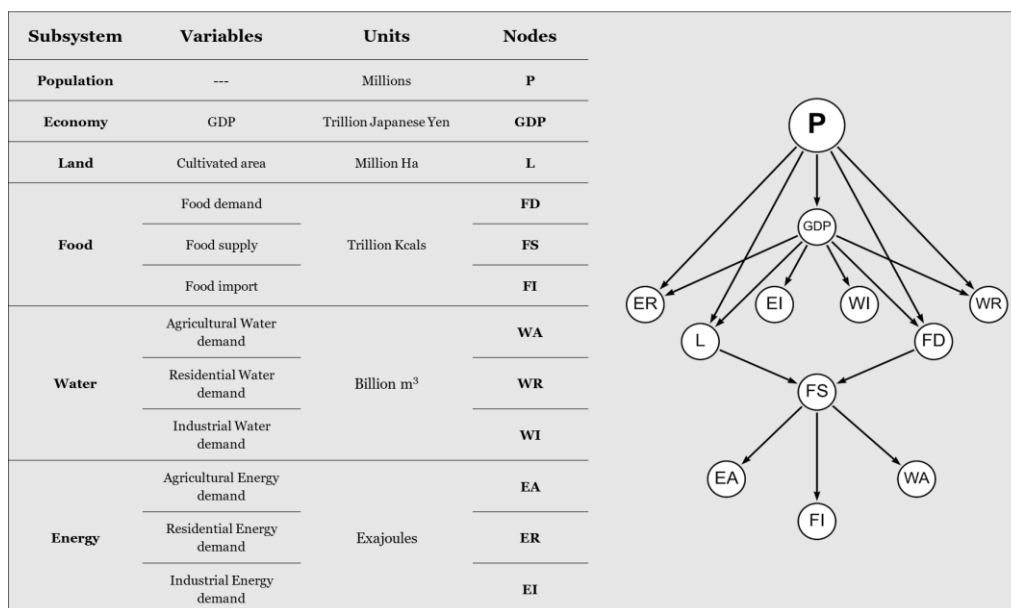 Subsystem Variables Units Nodes
Population --- Millions P
Economy GDP Trillion Japanese Yen GDP
Land Cultivated area Million Ha L
Food demand FD
Food Food supply Trillion Kcals FS
Food import FI
Agricultural Water
demand WA
Water Residential Water
demand Billion m³ WR
Industrial Water
demand WI
Agricultural Energy
demand EA
Energy Residential Energy
demand Exajoules ER
Industrial Energy
demand EI
P
GDP
ER EI WI WR
L FD
FS
EA WA
FI